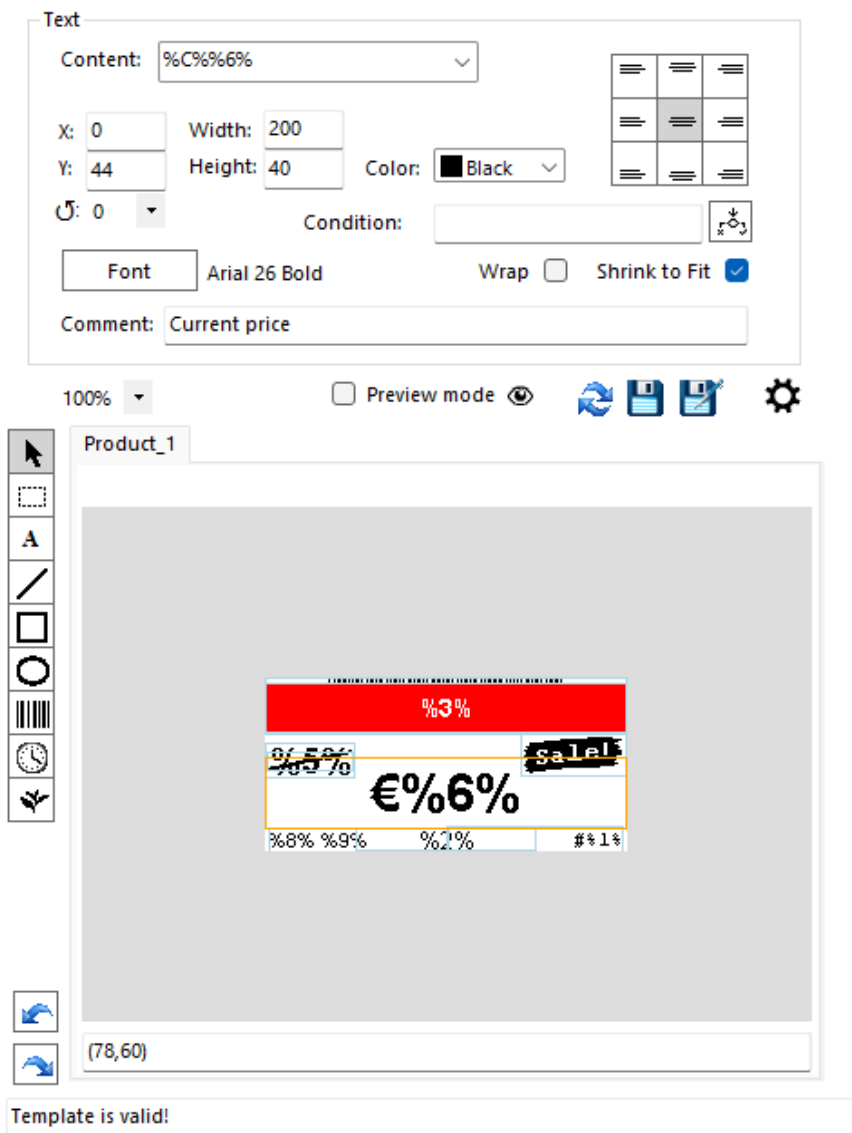 Text
Content: %C%%6%
X: 0 Width: 200
Y: 44 Height: 40 Color: Black
: 0 Condition:
Font Arial 26 Bold Wrap Shrink to Fit
Comment: Current price
100% Preview mode
Product_1
A
%3%
%5% Sale!
€%6%
%8% %9% %2% #%1%
(78,60)
Template is valid!